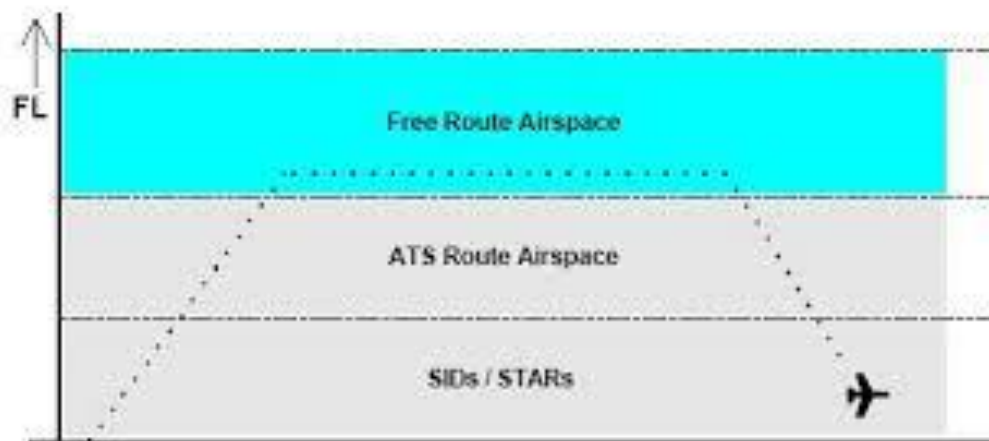 FL
Free Route Airspace
ATS Route Airspace
SIDs / STARs